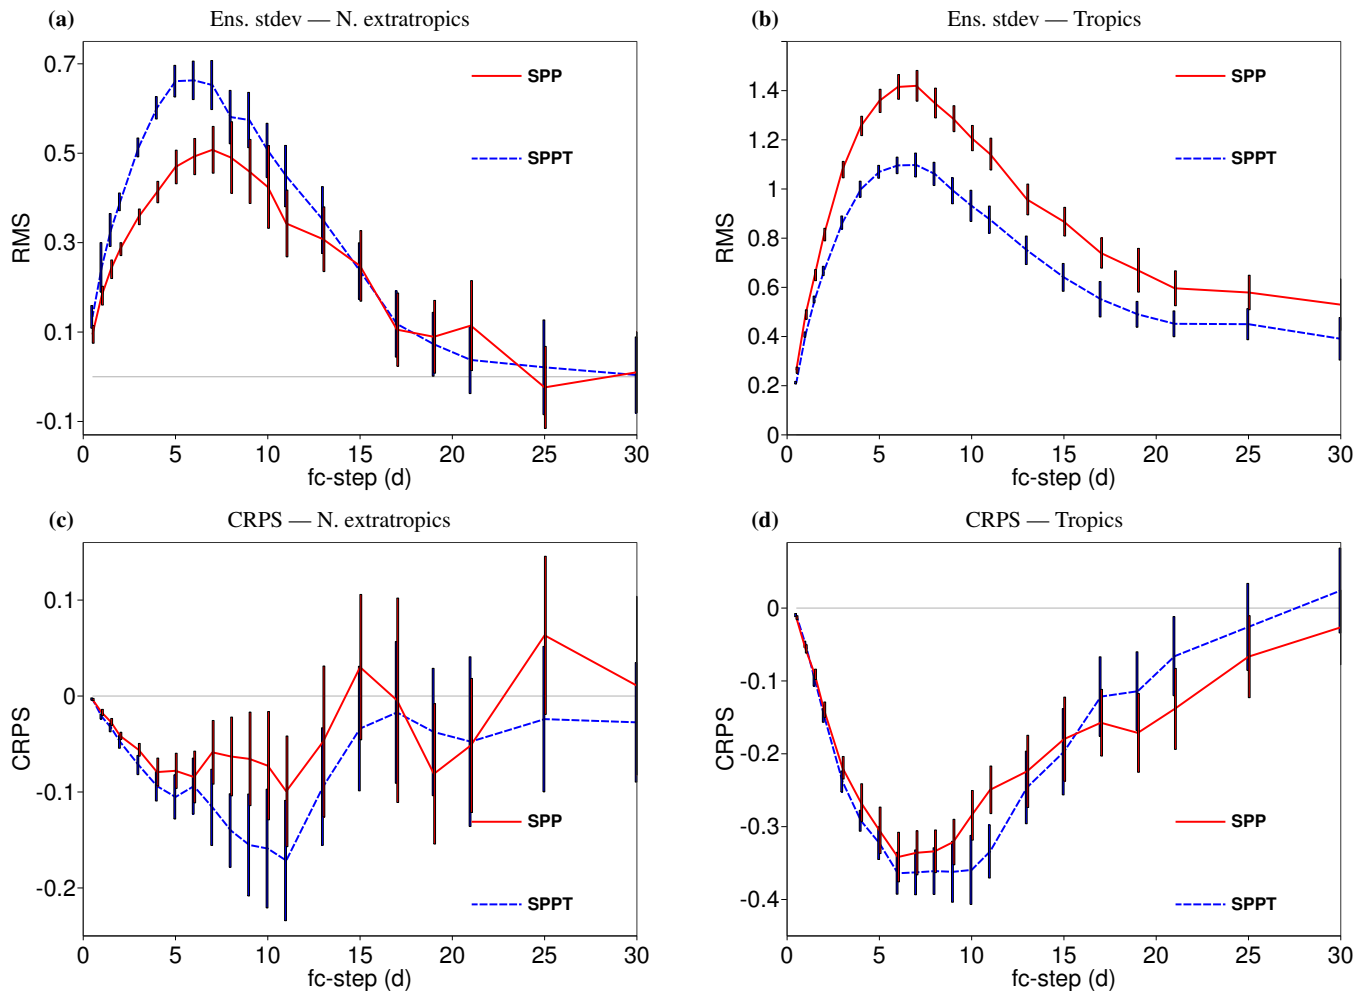 (a) Ens. stdev — N. extratropics
RMS
0.7
0.5
0.3
0.1
-0.1
SPP
SPPT
0 5 10 15 20 25 30
fc-step (d)
(b) Ens. stdev — Tropics
RMS
1.4
1.2
1
0.8
0.6
0.4
0.2
0
SPP
SPPT
0 5 10 15 20 25 30
fc-step (d)
(c) CRPS — N. extratropics
CRPS
0.1
0
-0.1
-0.2
SPP
SPPT
0 5 10 15 20 25 30
fc-step (d)
(d) CRPS — Tropics
CRPS
0
-0.1
-0.2
-0.3
-0.4
SPP
SPPT
0 5 10 15 20 25 30
fc-step (d)